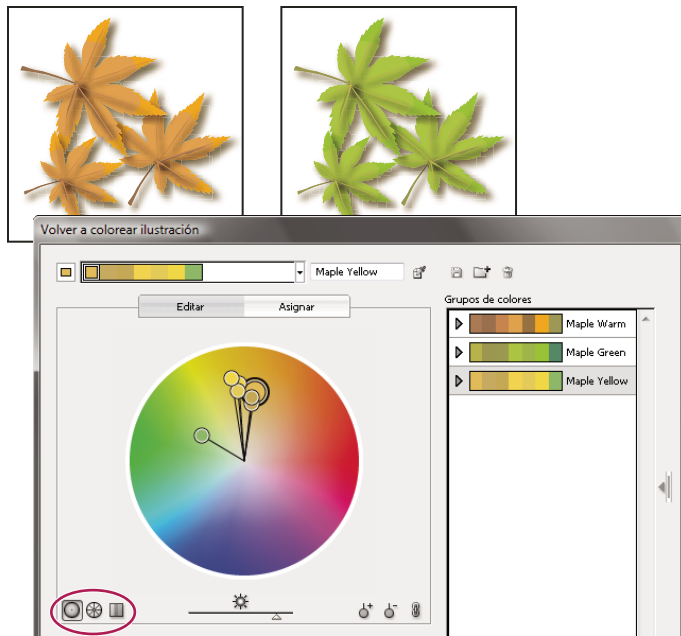 Volver a colorear ilustración
Maple Yellow
Editar
Asignar
Grupos de colores
Maple Warm
Maple Green
Maple Yellow